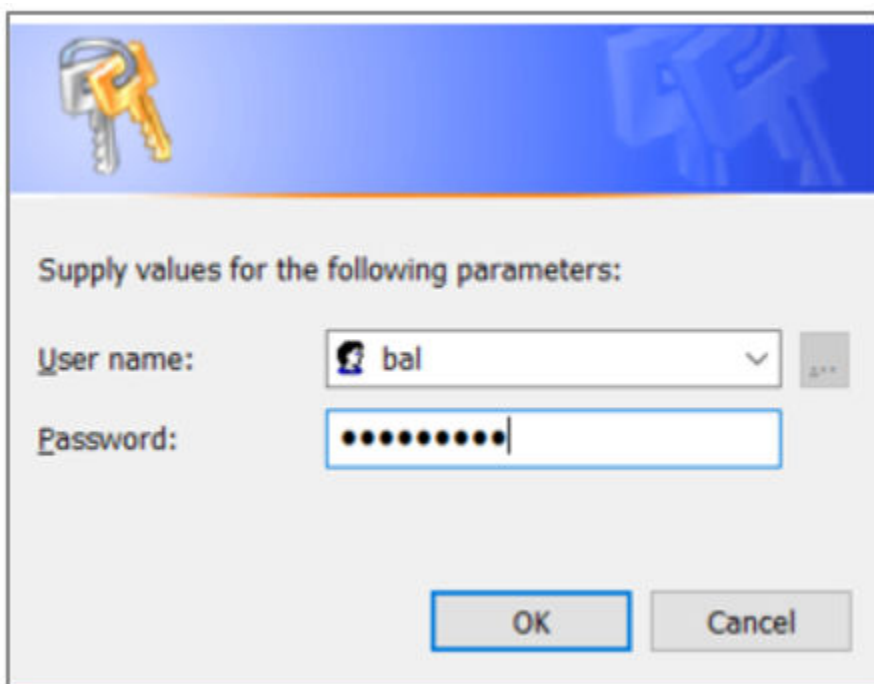 Supply values for the following parameters:
User name: bal
Password: •••••••••
OK Cancel